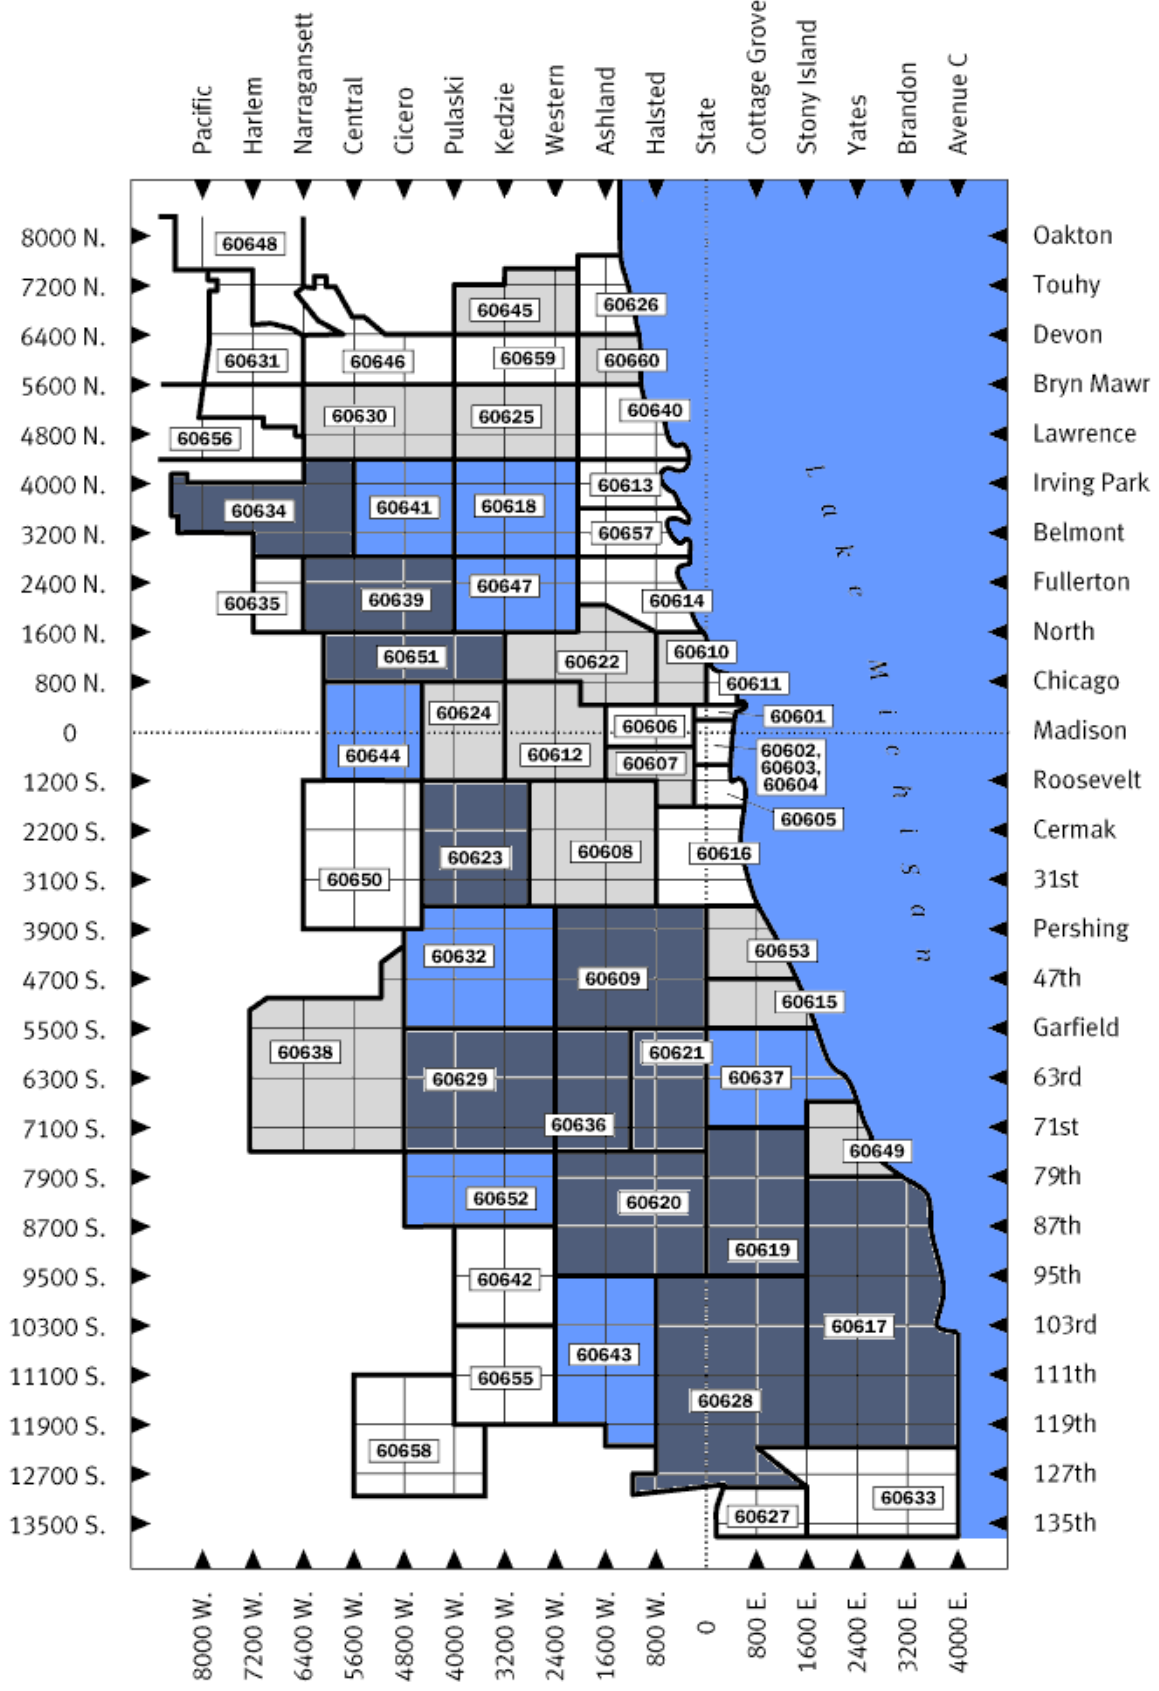 Pacific
Harlem
Narragansett
Central
Cicero
Pulaski
Kedzie
Western
Ashland
Halsted
State
Cottage Grove
Stony Island
Yates
Brandon
Avenue C
8000 N.
60648
Oakton
7200 N.
Touhy
60645
60626
6400 N.
Devon
60631
60646
60659
60660
5600 N.
Bryn Mawr
60630
60625
60640
4800 N.
60656
Lawrence
4000 N.
60613
Irving Park
60634
60641
60618
3200 N.
60657
Belmont
2400 N.
60647
Fullerton
60635
60639
60614
1600 N.
North
60651
60622
60610
800 N.
60611
Chicago
60624
60606
60601
0
Madison
60644
60612
60607
60602,
60603,
60604
1200 S.
Roosevelt
60605
2200 S.
Cermak
60623
60608
60616
3100 S.
60650
31st
3900 S.
Pershing
60632
60653
4700 S.
60609
47th
60615
5500 S.
Garfield
60638
60621
6300 S.
60629
60637
63rd
7100 S.
60636
71st
60649
7900 S.
79th
60652
60620
8700 S.
87th
60619
9500 S.
60642
95th
10300 S.
60617
103rd
60643
11100 S.
60655
111th
60628
11900 S.
119th
60658
12700 S.
127th
60633
13500 S.
60627
135th
Lake Michigan
8000 W.
7200 W.
6400 W.
5600 W.
4800 W.
4000 W.
3200 W.
2400 W.
1600 W.
800 W.
0
800 E.
1600 E.
2400 E.
3200 E.
4000 E.